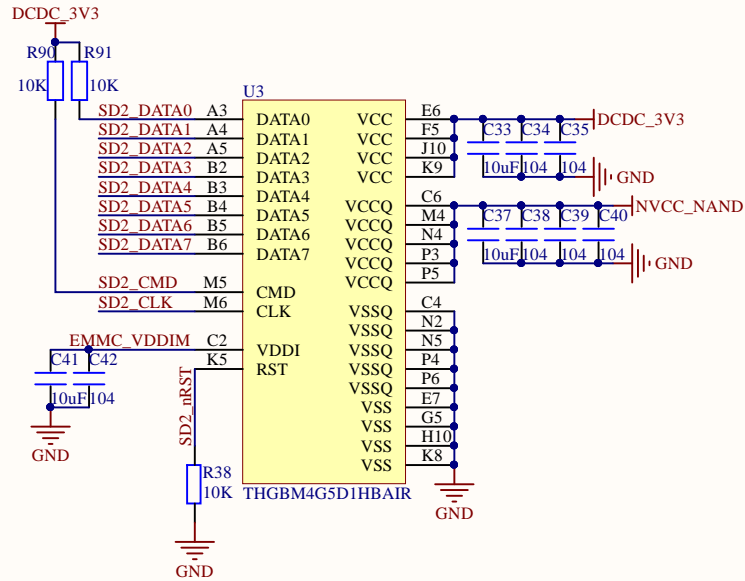 DCDC_3V3
R90 R91
10K 10K
U3
SD2_DATA0 A3 DATA0 VCC E6 DCDC_3V3
SD2_DATA1 A4 DATA1 VCC F5 C33 C34 C35
SD2_DATA2 A5 DATA2 VCC J10
SD2_DATA3 B2 DATA3 VCC K9 10uF 104 104 GND
SD2_DATA4 B3 DATA4 VCCQ C6 NVCC_NAND
SD2_DATA5 B4 DATA5 VCCQ M4 C37 C38 C39 C40
SD2_DATA6 B5 DATA6 VCCQ N4
SD2_DATA7 B6 DATA7 VCCQ P3 10uF 104 104 104 GND
VCCQ P5
SD2_CMD M5 CMD VSSQ C4
SD2_CLK M6 CLK VSSQ N2
VSSQ N5
EMMC_VDDIM C2 VDDI VSSQ P4
C41 C42 K5 RST VSSQ P6
10uF 104 VSS E7
GND SD2_nRST VSS G5
VSS H10
VSS K8
R38
10K
THGBM4G5D1HBAIR
GND
GND